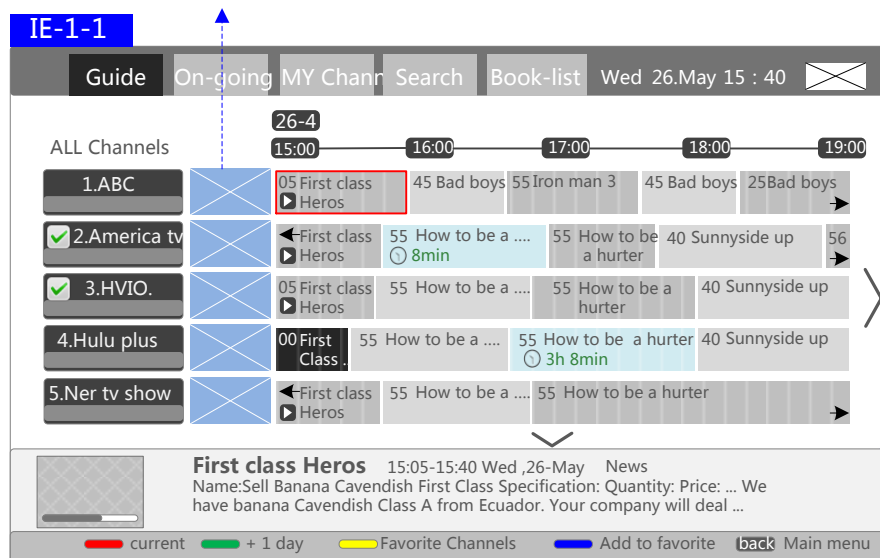 IE-1-1
Guide On-going MY Chann Search Book-list Wed 26.May 15 : 40
26-4
ALL Channels 15:00 16:00 17:00 18:00 19:00
1.ABC
05 First class
Heros
45 Bad boys
55 Iron man 3
45 Bad boys
25 Bad boys
2.America tv
First class
Heros
55 How to be a ....
8min
55 How to be
a hurter
40 Sunnyside up
56
3.HVIO.
05 First class
Heros
55 How to be a ....
55 How to be a
hurter
40 Sunnyside up
4.Hulu plus
00 First
Class .
55 How to be a ....
55 How to be a hurter
3h 8min
40 Sunnyside up
5.Ner tv show
First class
Heros
55 How to be a ....
55 How to be a hurter
First class Heros 15:05-15:40 Wed ,26-May News
Name:Sell Banana Cavendish First Class Specification: Quantity: Price: ... We
have banana Cavendish Class A from Ecuador. Your company will deal ...
current + 1 day Favorite Channels Add to favorite back Main menu